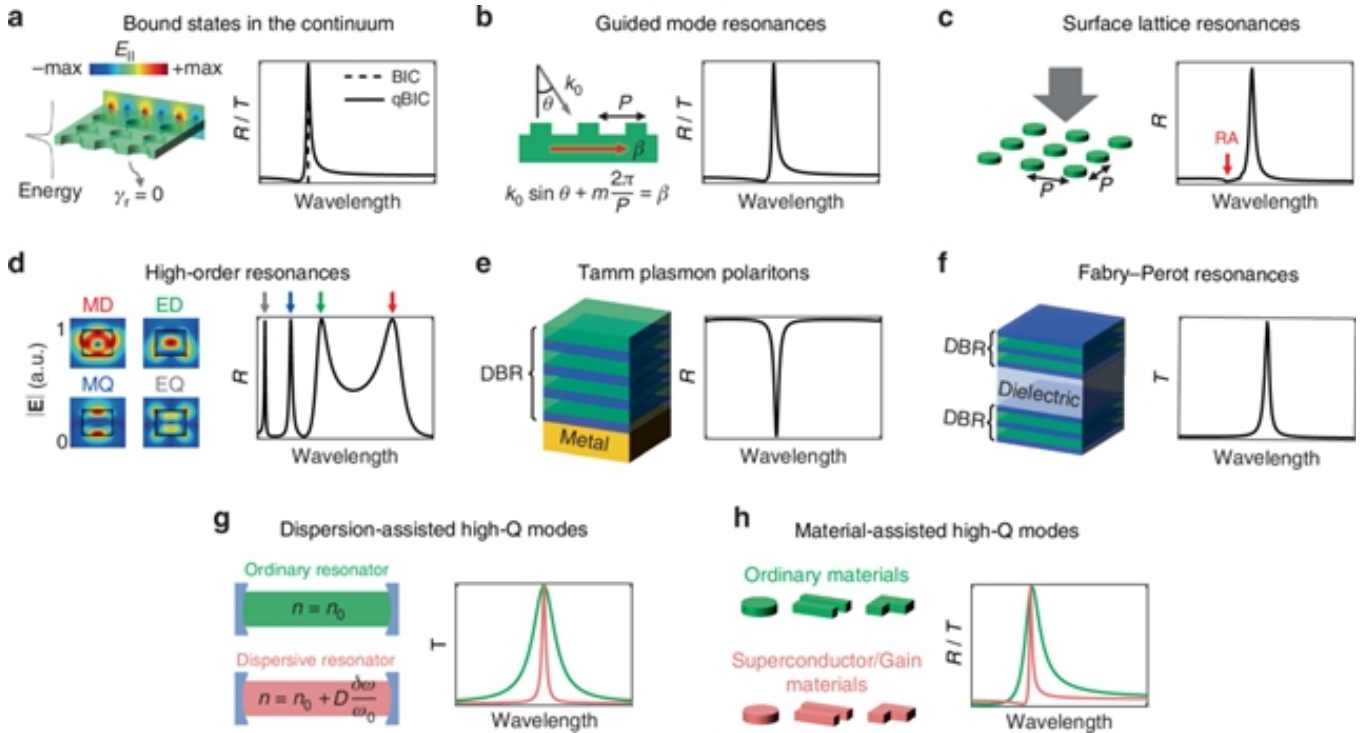 a Bound states in the continuum
E||
–max +max
BIC
qBIC
R / T
Energy
γr = 0
Wavelength
b Guided mode resonances
k0
θ
P
β
k0 sin θ + m 2π/P = β
R / T
Wavelength
c Surface lattice resonances
P
P
R
RA
Wavelength
d High-order resonances
MD ED
1
|E| (a.u.)
MQ EQ
0
R
Wavelength
e Tamm plasmon polaritons
DBR
Metal
R
Wavelength
f Fabry–Perot resonances
DBR
Dielectric
DBR
T
Wavelength
g Dispersion-assisted high-Q modes
Ordinary resonator
n = n0
Dispersive resonator
n = n0 + D δω/ω0
T
Wavelength
h Material-assisted high-Q modes
Ordinary materials
Superconductor/Gain
materials
R / T
Wavelength